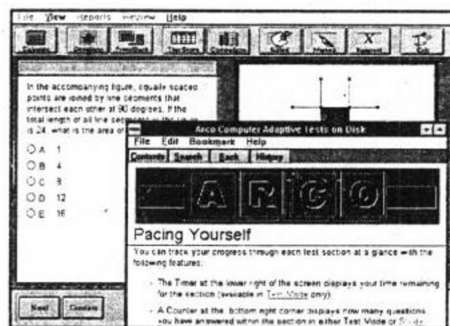 File View Reports Review Help
In the accompanying figure, equally spaced
points are joined by line segments that
intersect each other at 90 degrees. If the
total length of all line segments in the figure
is 24, what is the area of
A 1
B 4
C 8
D 12
E 16
Next
Arco Computer Adaptive Tests on Disk
File Edit Bookmark Help
Contents Search Back History
ARCO
Pacing Yourself
You can track your progress through each test section at a glance with the
following features:
- The Timer at the lower right of the screen displays your time remaining
for the section (available in Test Mode only)
- A Counter at the bottom right corner displays how many questions
you have answered within the section in either Test Mode or Study